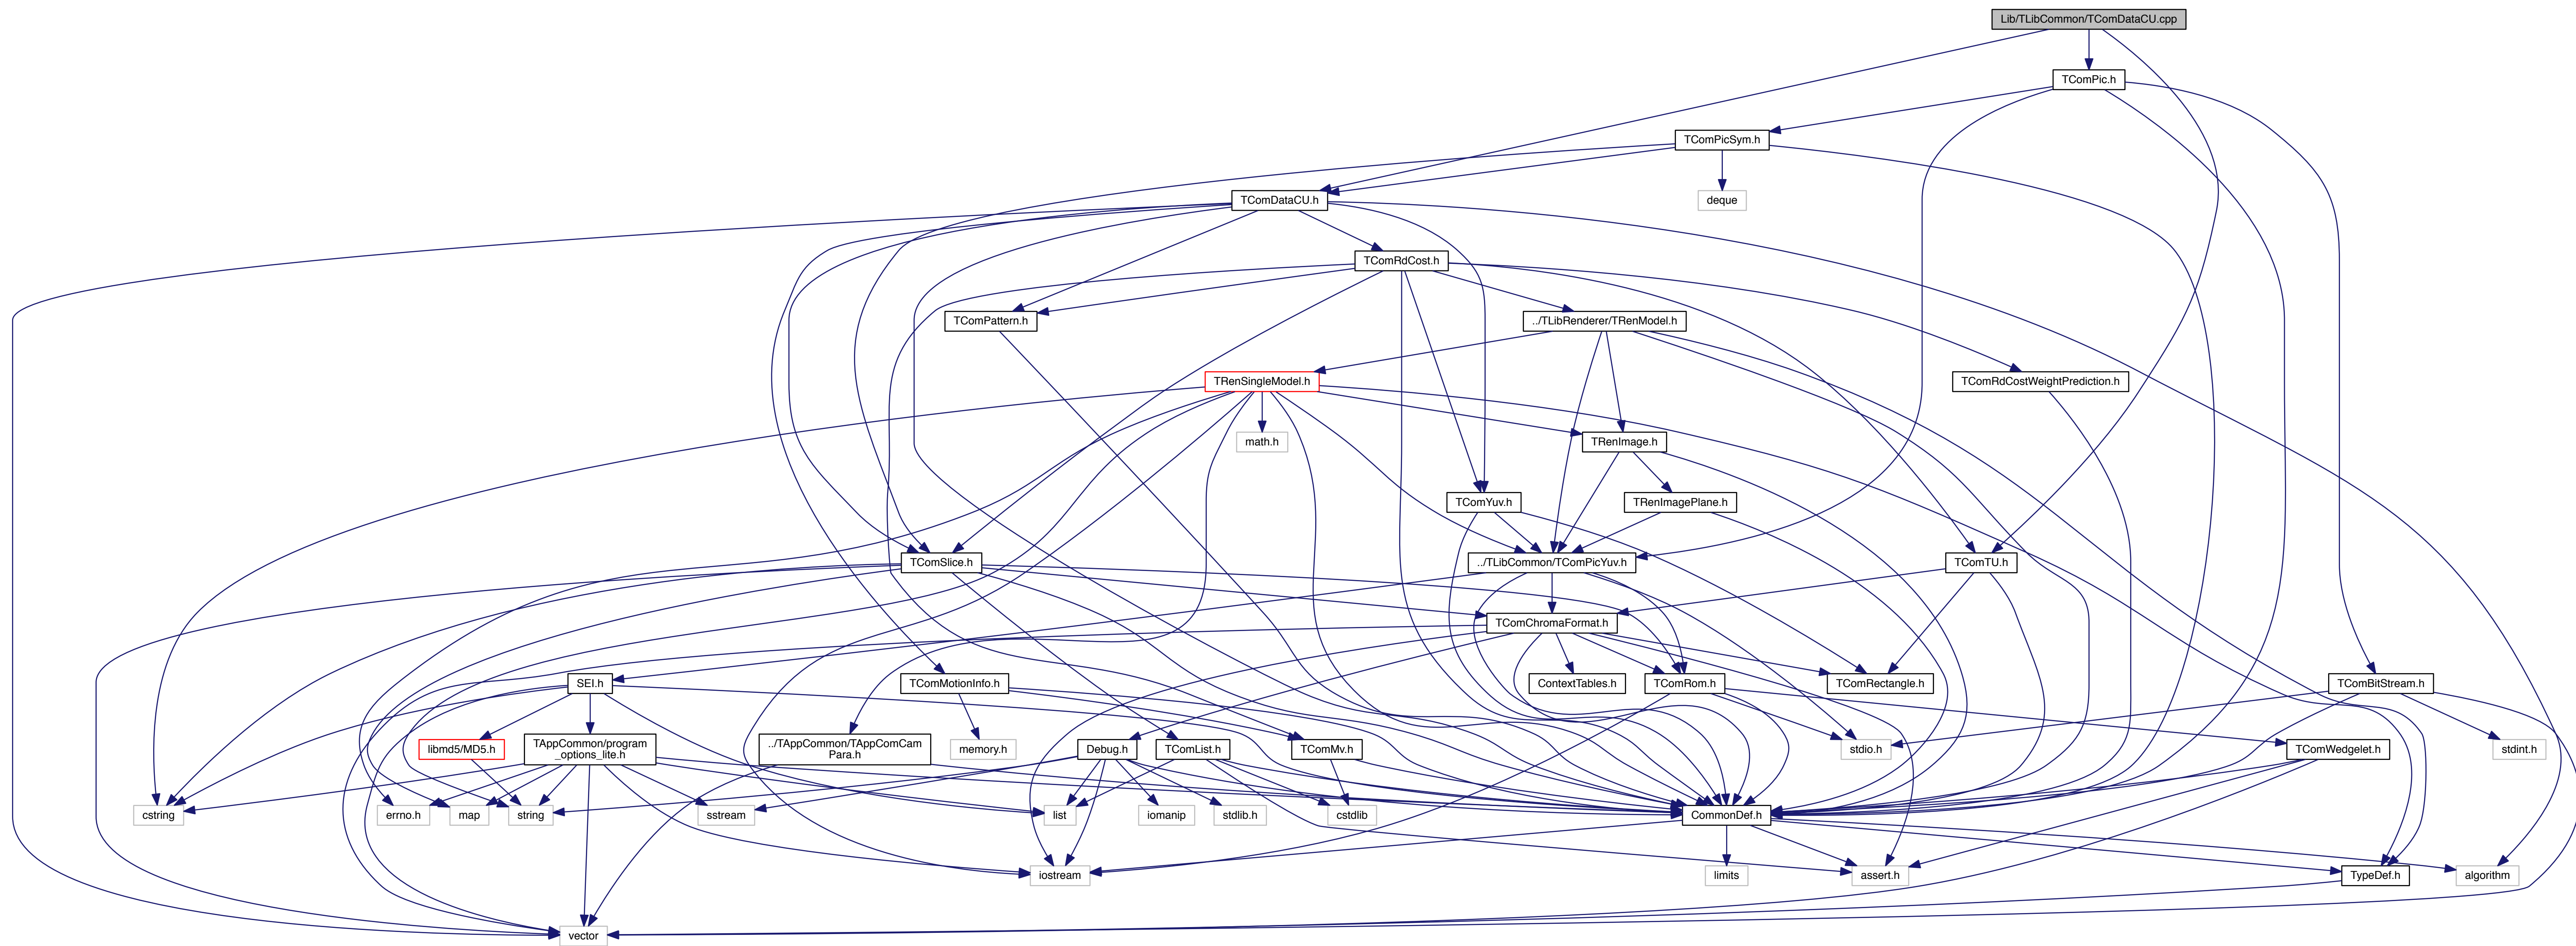 Lib/TLibCommon/TComDataCU.cpp
TComPic.h
TComPicSym.h
TComDataCU.h
deque
TComRdCost.h
TComPattern.h
../TLibRenderer/TRenModel.h
TRenSingleModel.h
TComRdCostWeightPrediction.h
math.h
TRenImage.h
TComYuv.h
TRenImagePlane.h
TComSlice.h
../TLibCommon/TComPicYuv.h
TComTU.h
TComChromaFormat.h
SEI.h
TComMotionInfo.h
ContextTables.h
TComRom.h
TComRectangle.h
TComBitStream.h
libmd5/MD5.h
TAppCommon/program
_options_lite.h
../TAppCommon/TAppComCam
Para.h
memory.h
Debug.h
TComList.h
TComMv.h
stdio.h
TComWedgelet.h
stdint.h
cstring
errno.h
map
string
sstream
list
iomanip
stdlib.h
cstdlib
CommonDef.h
iostream
limits
assert.h
TypeDef.h
algorithm
vector